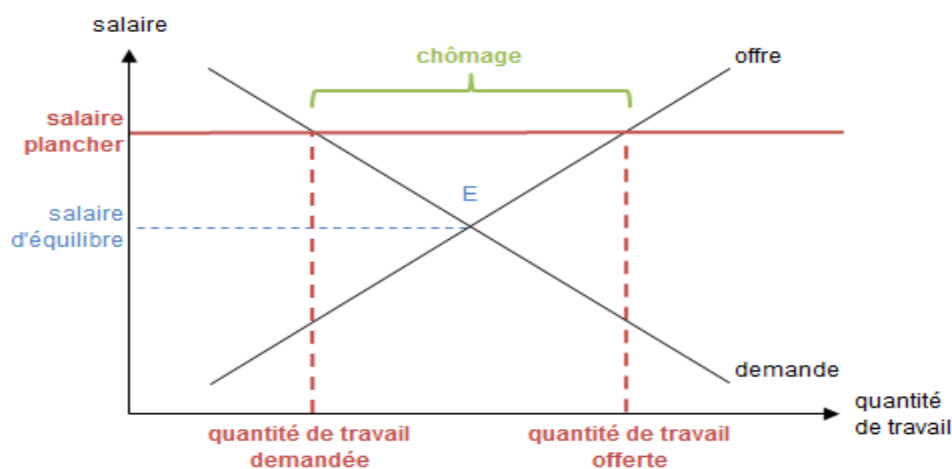 salaire
chômage
offre
salaire
plancher
E
salaire
d'équilibre
demande
quantité
de travail
quantité de travail
demandée
quantité de travail
offerte